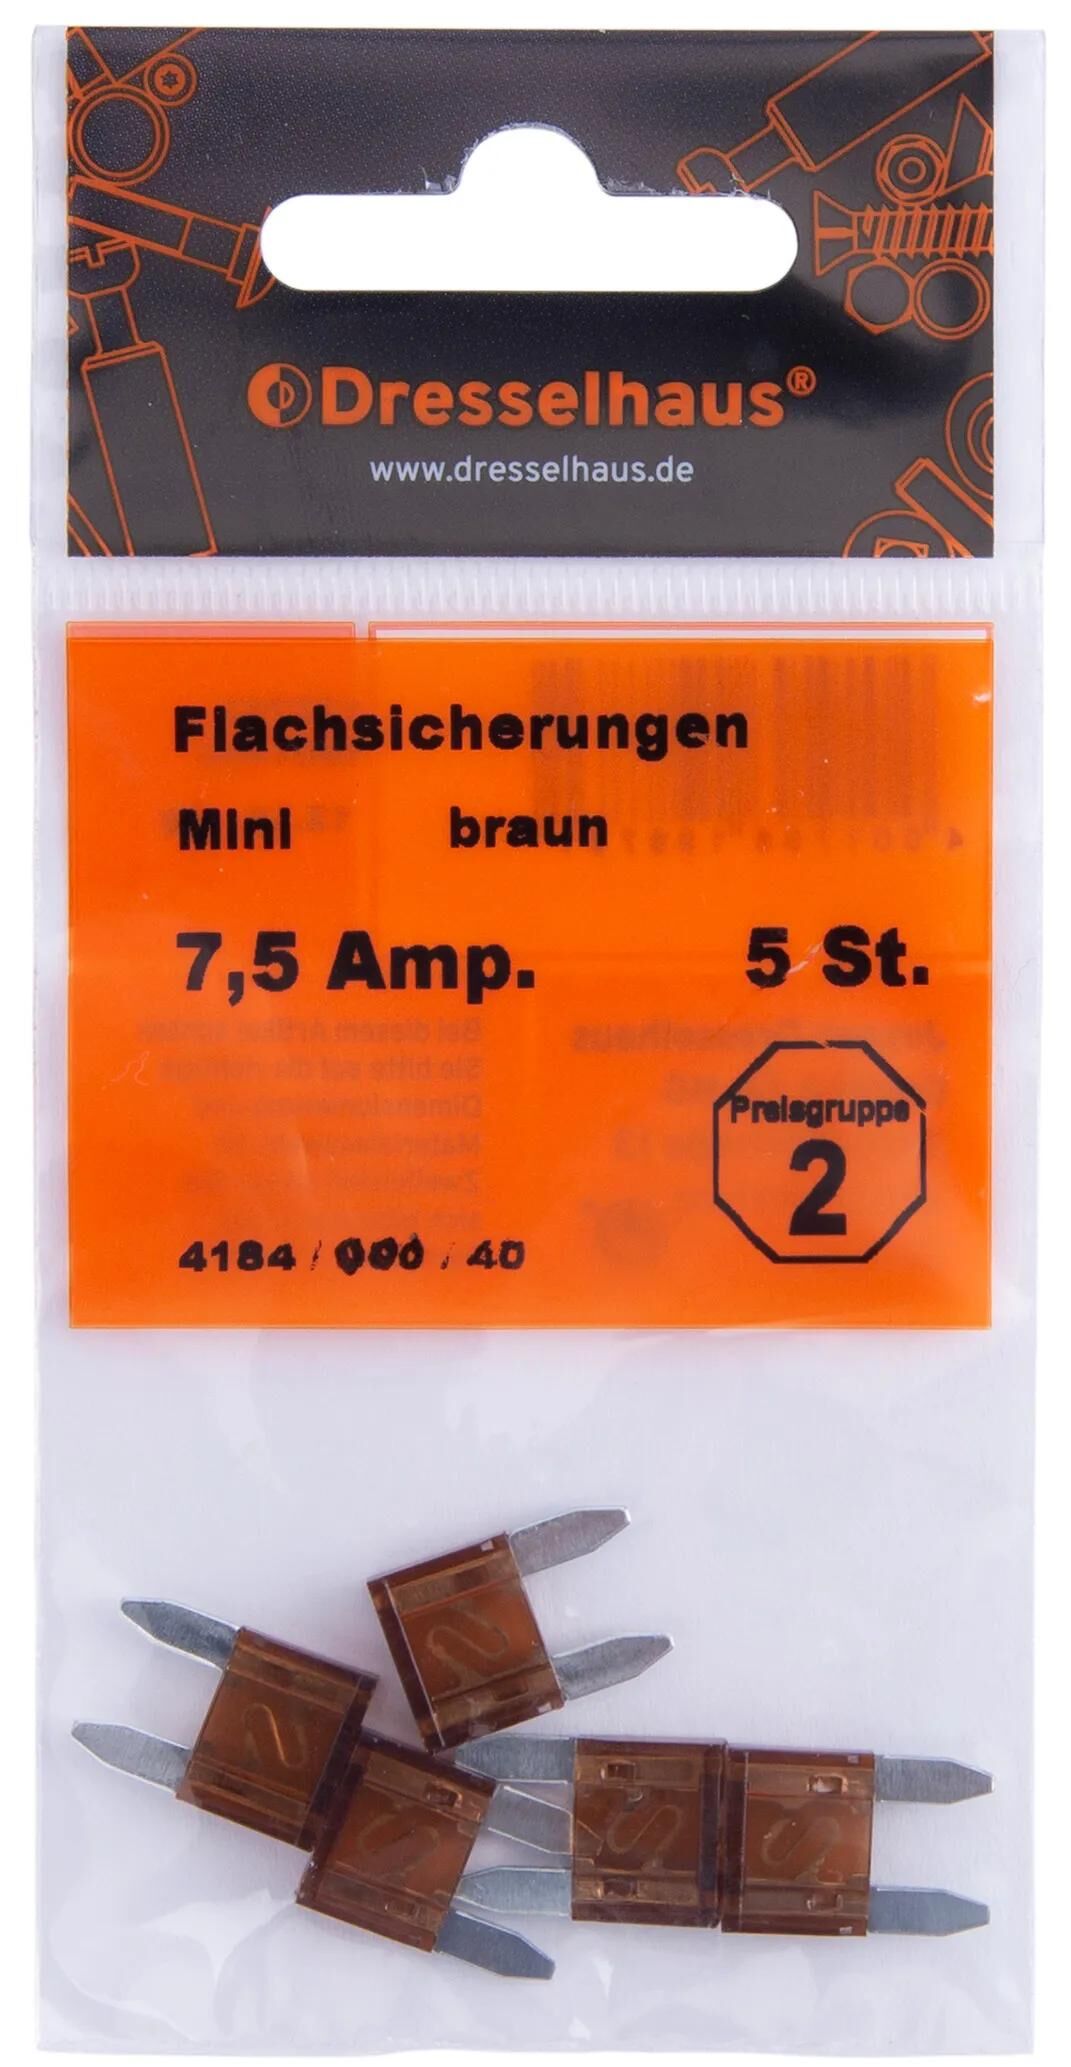 Dresselhaus®
www.dresselhaus.de
Flachsicherungen
Mini braun
7,5 Amp. 5 St.
Preisgruppe
2
4184 / 000 / 40